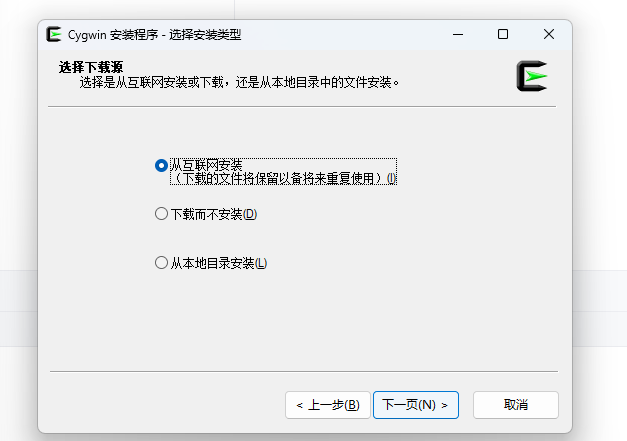 Cygwin 安装程序 - 选择安装类型
选择下载源
选择是从互联网安装或下载，还是从本地目录中的文件安装。
从互联网安装
（下载的文件将保留以备将来重复使用）(I)
下载而不安装(D)
从本地目录安装(L)
< 上一步(B)
下一页(N) >
取消